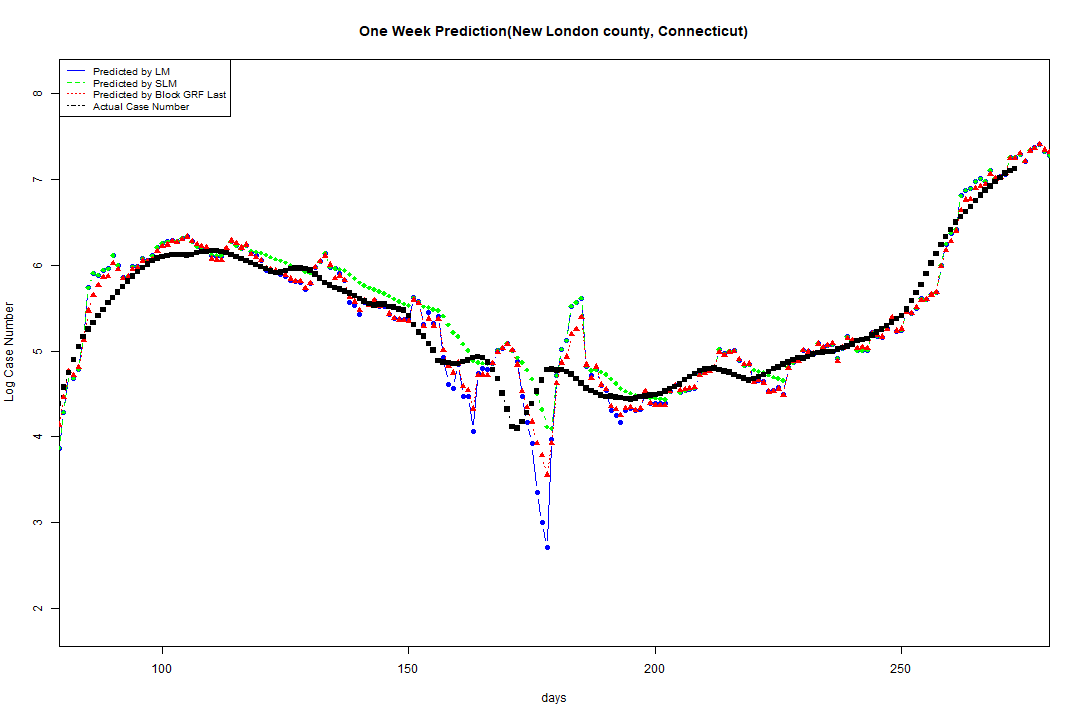 One Week Prediction(New London county, Connecticut)
Predicted by LM
Predicted by SLM
Predicted by Block GRF Last
Actual Case Number
Log Case Number
8
7
6
5
4
3
2
100
150
200
250
days